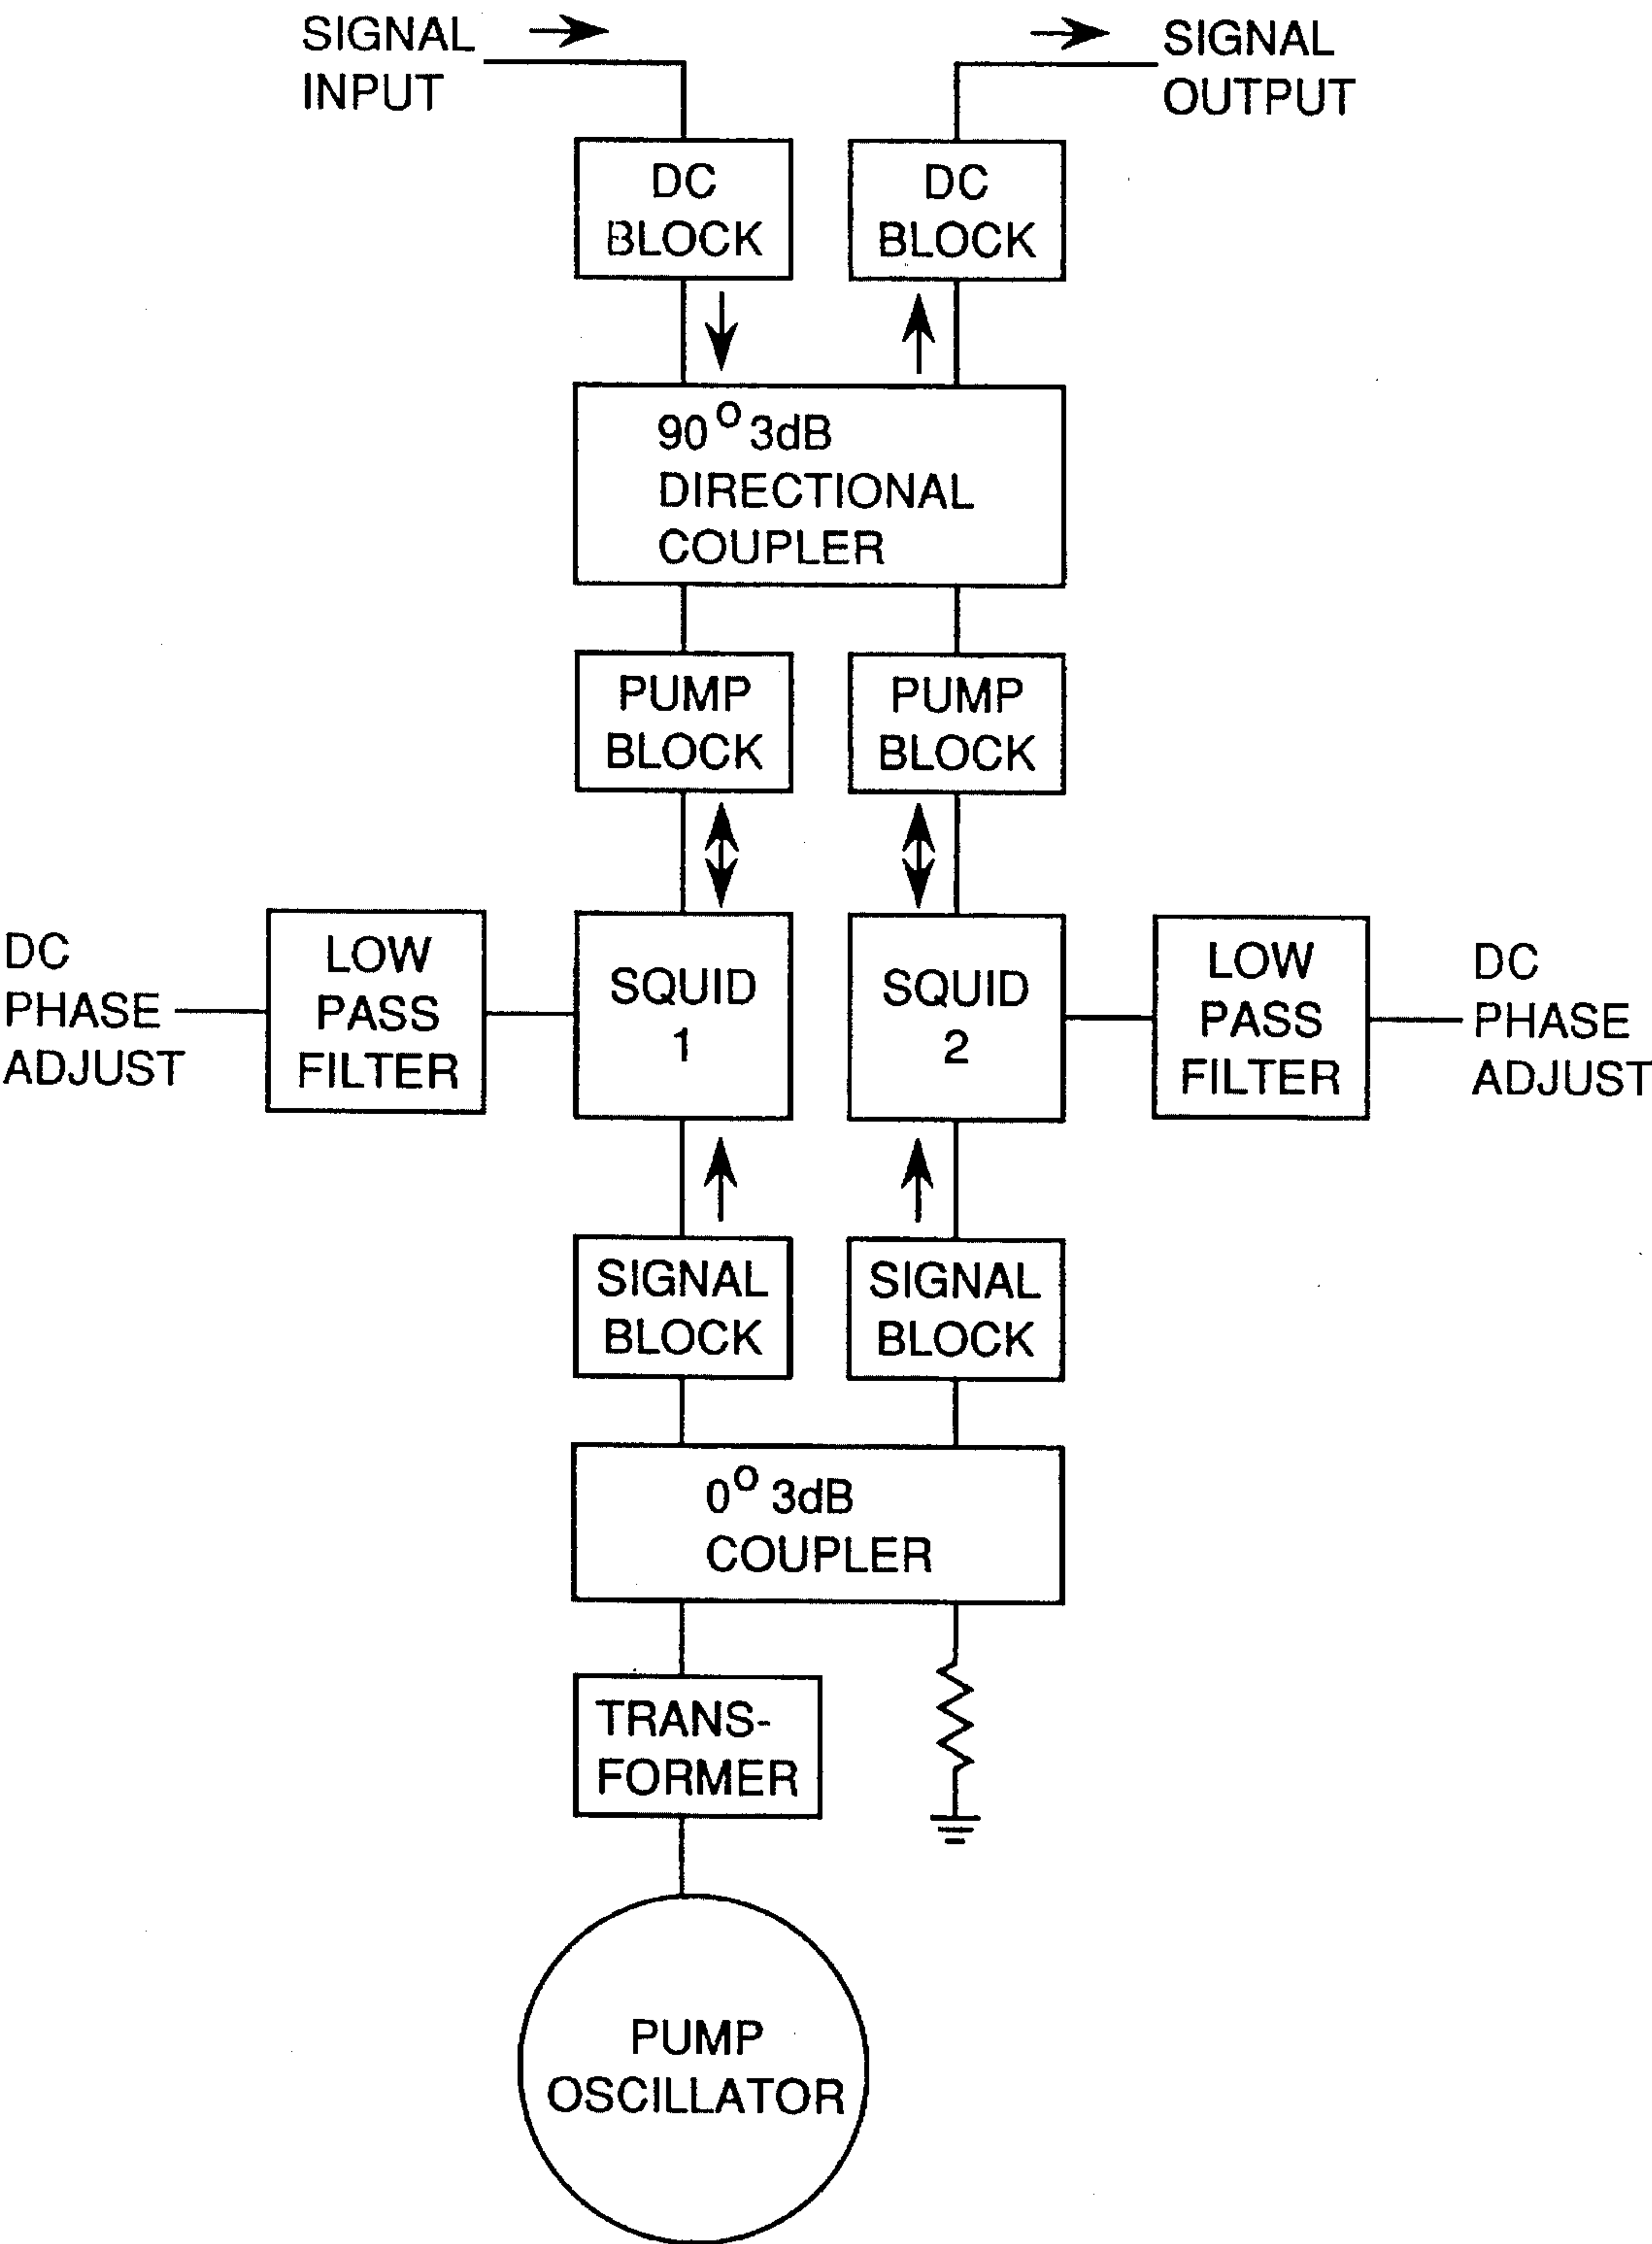 SIGNAL
INPUT
SIGNAL
OUTPUT
DC
BLOCK
DC
BLOCK
90° 3dB
DIRECTIONAL
COUPLER
PUMP
BLOCK
PUMP
BLOCK
DC
PHASE
ADJUST
LOW
PASS
FILTER
SQUID
1
SQUID
2
LOW
PASS
FILTER
DC
PHASE
ADJUST
SIGNAL
BLOCK
SIGNAL
BLOCK
0° 3dB
COUPLER
TRANS-
FORMER
PUMP
OSCILLATOR